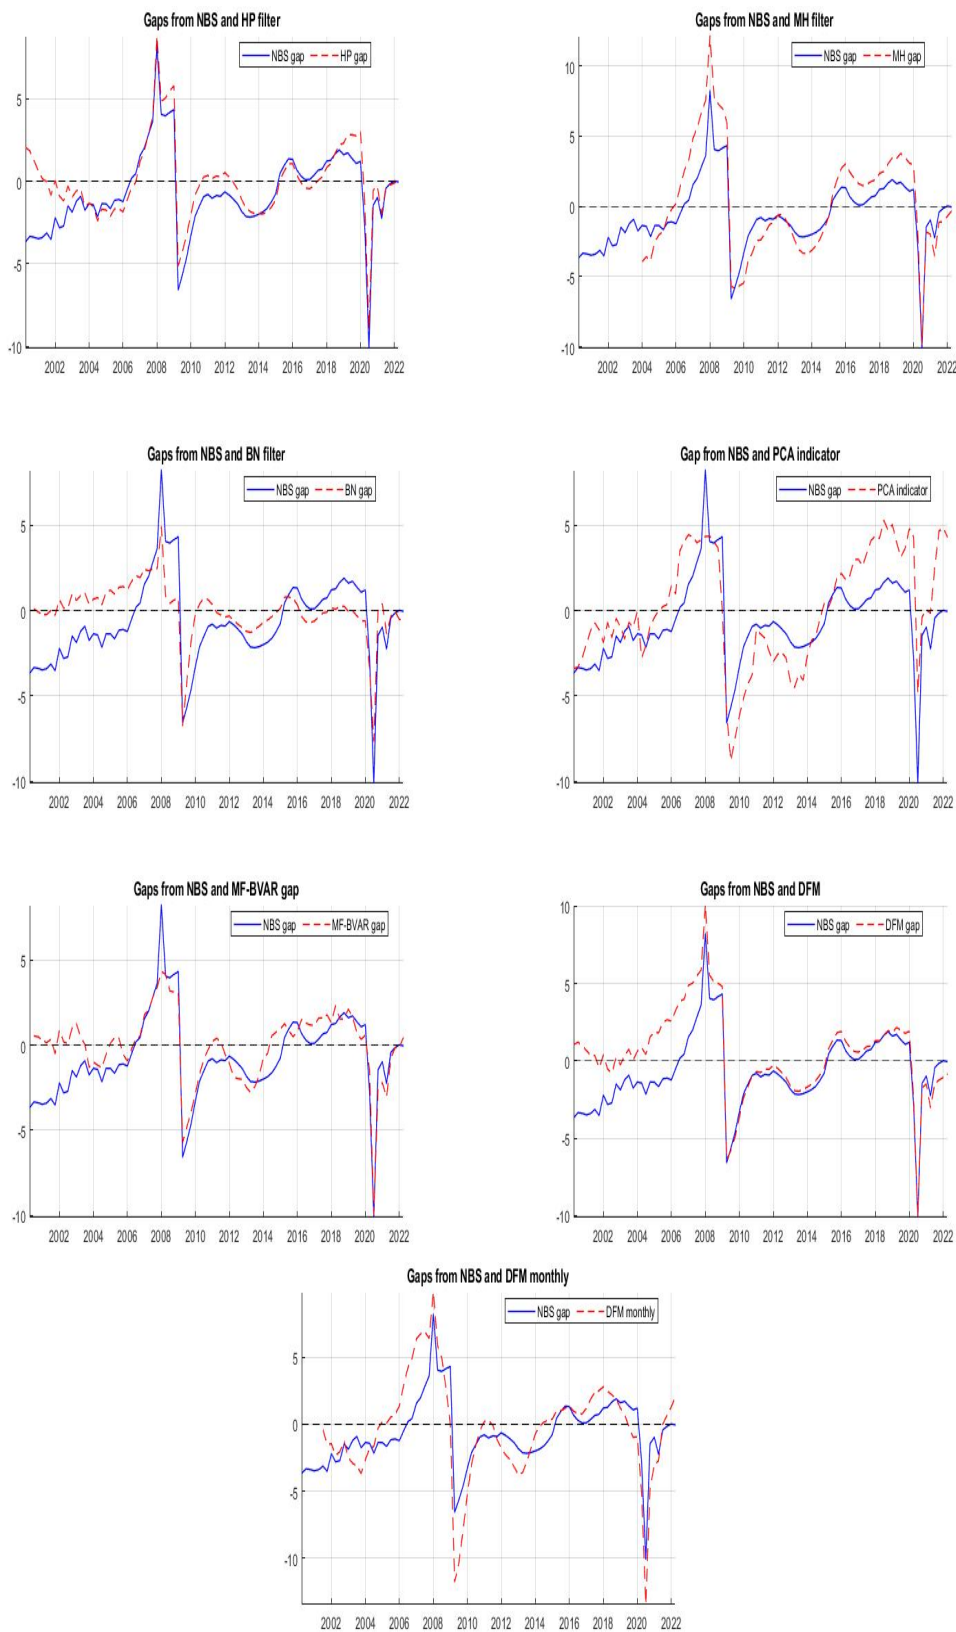 Gaps from NBS and HP filter
NBS gap HP gap
5
0
-5
-10
2002 2004 2006 2008 2010 2012 2014 2016 2018 2020 2022
Gaps from NBS and MH filter
NBS gap MH gap
10
5
0
-5
-10
2002 2004 2006 2008 2010 2012 2014 2016 2018 2020 2022
Gaps from NBS and BN filter
NBS gap BN gap
5
0
-5
-10
2002 2004 2006 2008 2010 2012 2014 2016 2018 2020 2022
Gap from NBS and PCA indicator
NBS gap PCA indicator
5
0
-5
-10
2002 2004 2006 2008 2010 2012 2014 2016 2018 2020 2022
Gaps from NBS and MF-BVAR gap
NBS gap MF-BVAR gap
5
0
-5
-10
2002 2004 2006 2008 2010 2012 2014 2016 2018 2020 2022
Gaps from NBS and DFM
NBS gap DFM gap
10
5
0
-5
-10
2002 2004 2006 2008 2010 2012 2014 2016 2018 2020 2022
Gaps from NBS and DFM monthly
NBS gap DFM monthly
5
0
-5
-10
2002 2004 2006 2008 2010 2012 2014 2016 2018 2020 2022